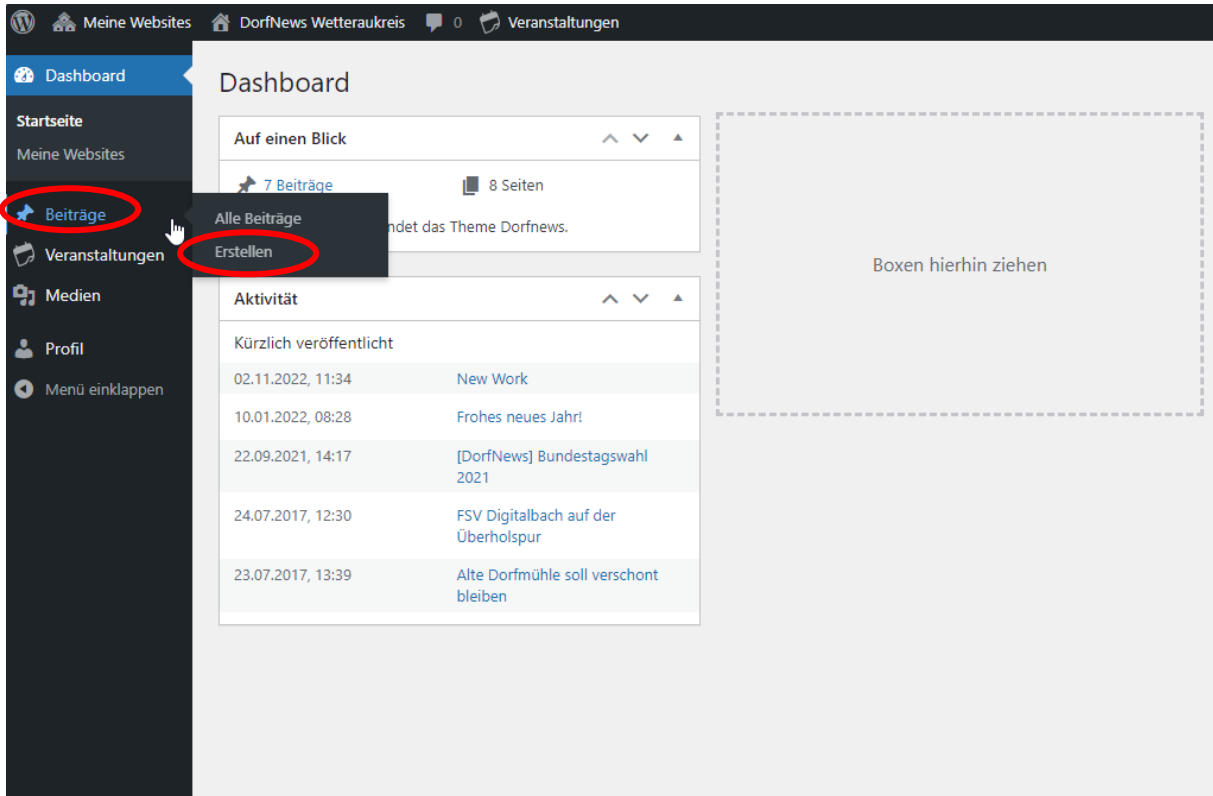 Meine Websites DorfNews Wetteraukreis 0 Veranstaltungen
Dashboard
Startseite
Meine Websites
Beiträge
Veranstaltungen
Medien
Profil
Menü einklappen
Alle Beiträge
Erstellen
Dashboard
Auf einen Blick
7 Beiträge 8 Seiten
ndet das Theme Dorfnews.
Aktivität
Kürzlich veröffentlicht
02.11.2022, 11:34 New Work
10.01.2022, 08:28 Frohes neues Jahr!
22.09.2021, 14:17 [DorfNews] Bundestagswahl
2021
24.07.2017, 12:30 FSV Digitalbach auf der
Überholspur
23.07.2017, 13:39 Alte Dorfmühle soll verschont
bleiben
Boxen hierhin ziehen